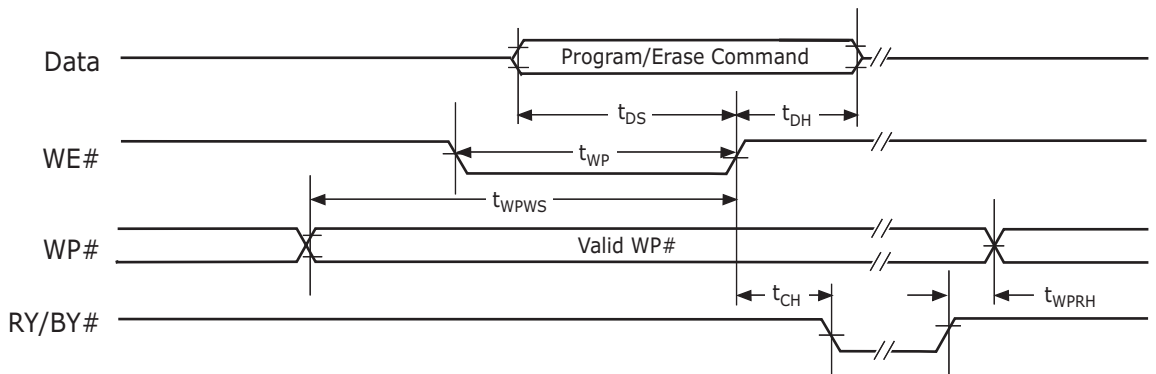 Data
Program/Erase Command
tDS
tDH
WE#
tWP
tWPWS
WP#
Valid WP#
tCH
tWPRH
RY/BY#